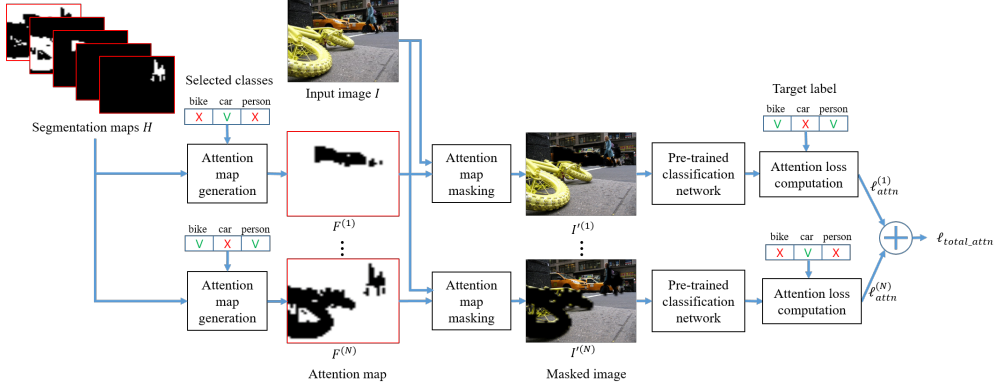 Segmentation maps H
Selected classes
bike car person
X V X
Attention
map
generation
bike car person
V X V
Attention
map
generation
Input image I
F^(1)
⋮
F^(N)
Attention map
Attention
map
masking
Attention
map
masking
I'^(1)
⋮
I'^(N)
Masked image
Pre-trained
classification
network
Pre-trained
classification
network
Target label
bike car person
V X V
Attention loss
computation
bike car person
X V X
Attention loss
computation
ℓ_attn^(1)
ℓ_attn^(N)
+
ℓ_total_attn